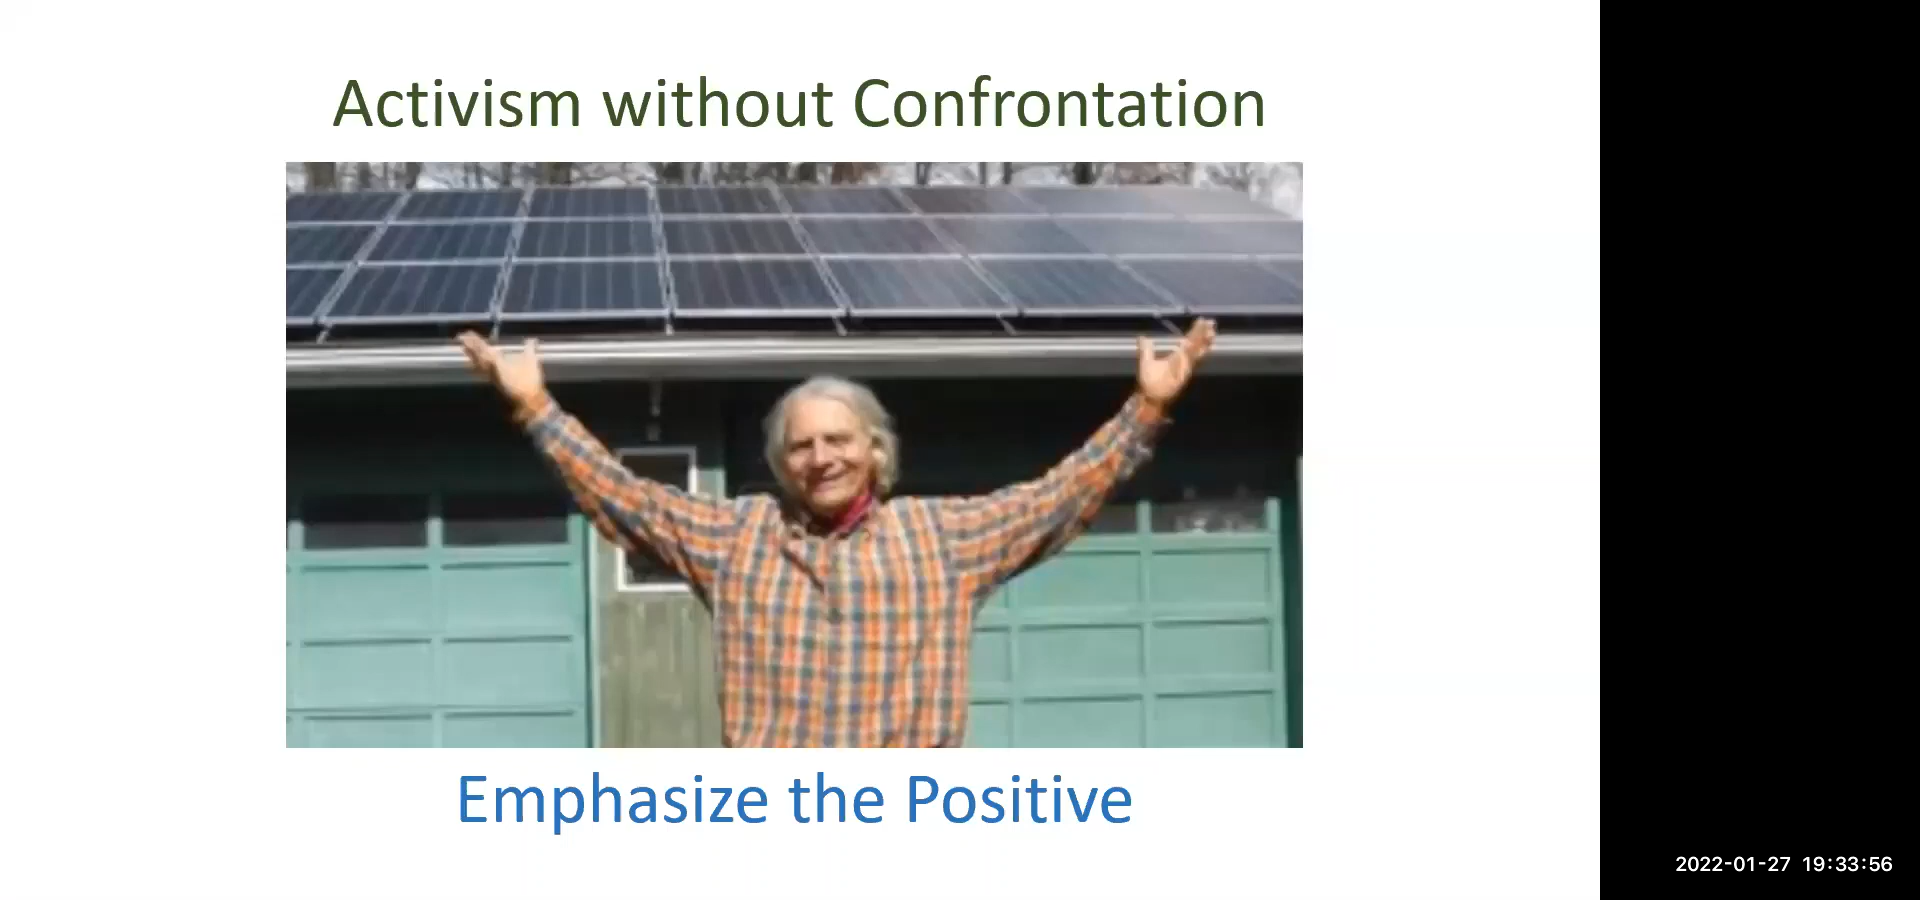 Activism without Confrontation
Emphasize the Positive
2022-01-27 19:33:56